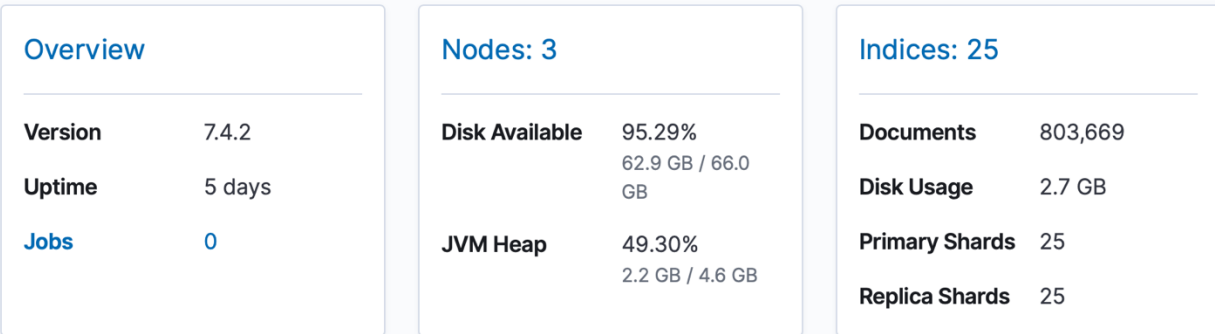 Overview
Version 7.4.2
Uptime 5 days
Jobs 0
Nodes: 3
Disk Available 95.29%
62.9 GB / 66.0
GB
JVM Heap 49.30%
2.2 GB / 4.6 GB
Indices: 25
Documents 803,669
Disk Usage 2.7 GB
Primary Shards 25
Replica Shards 25